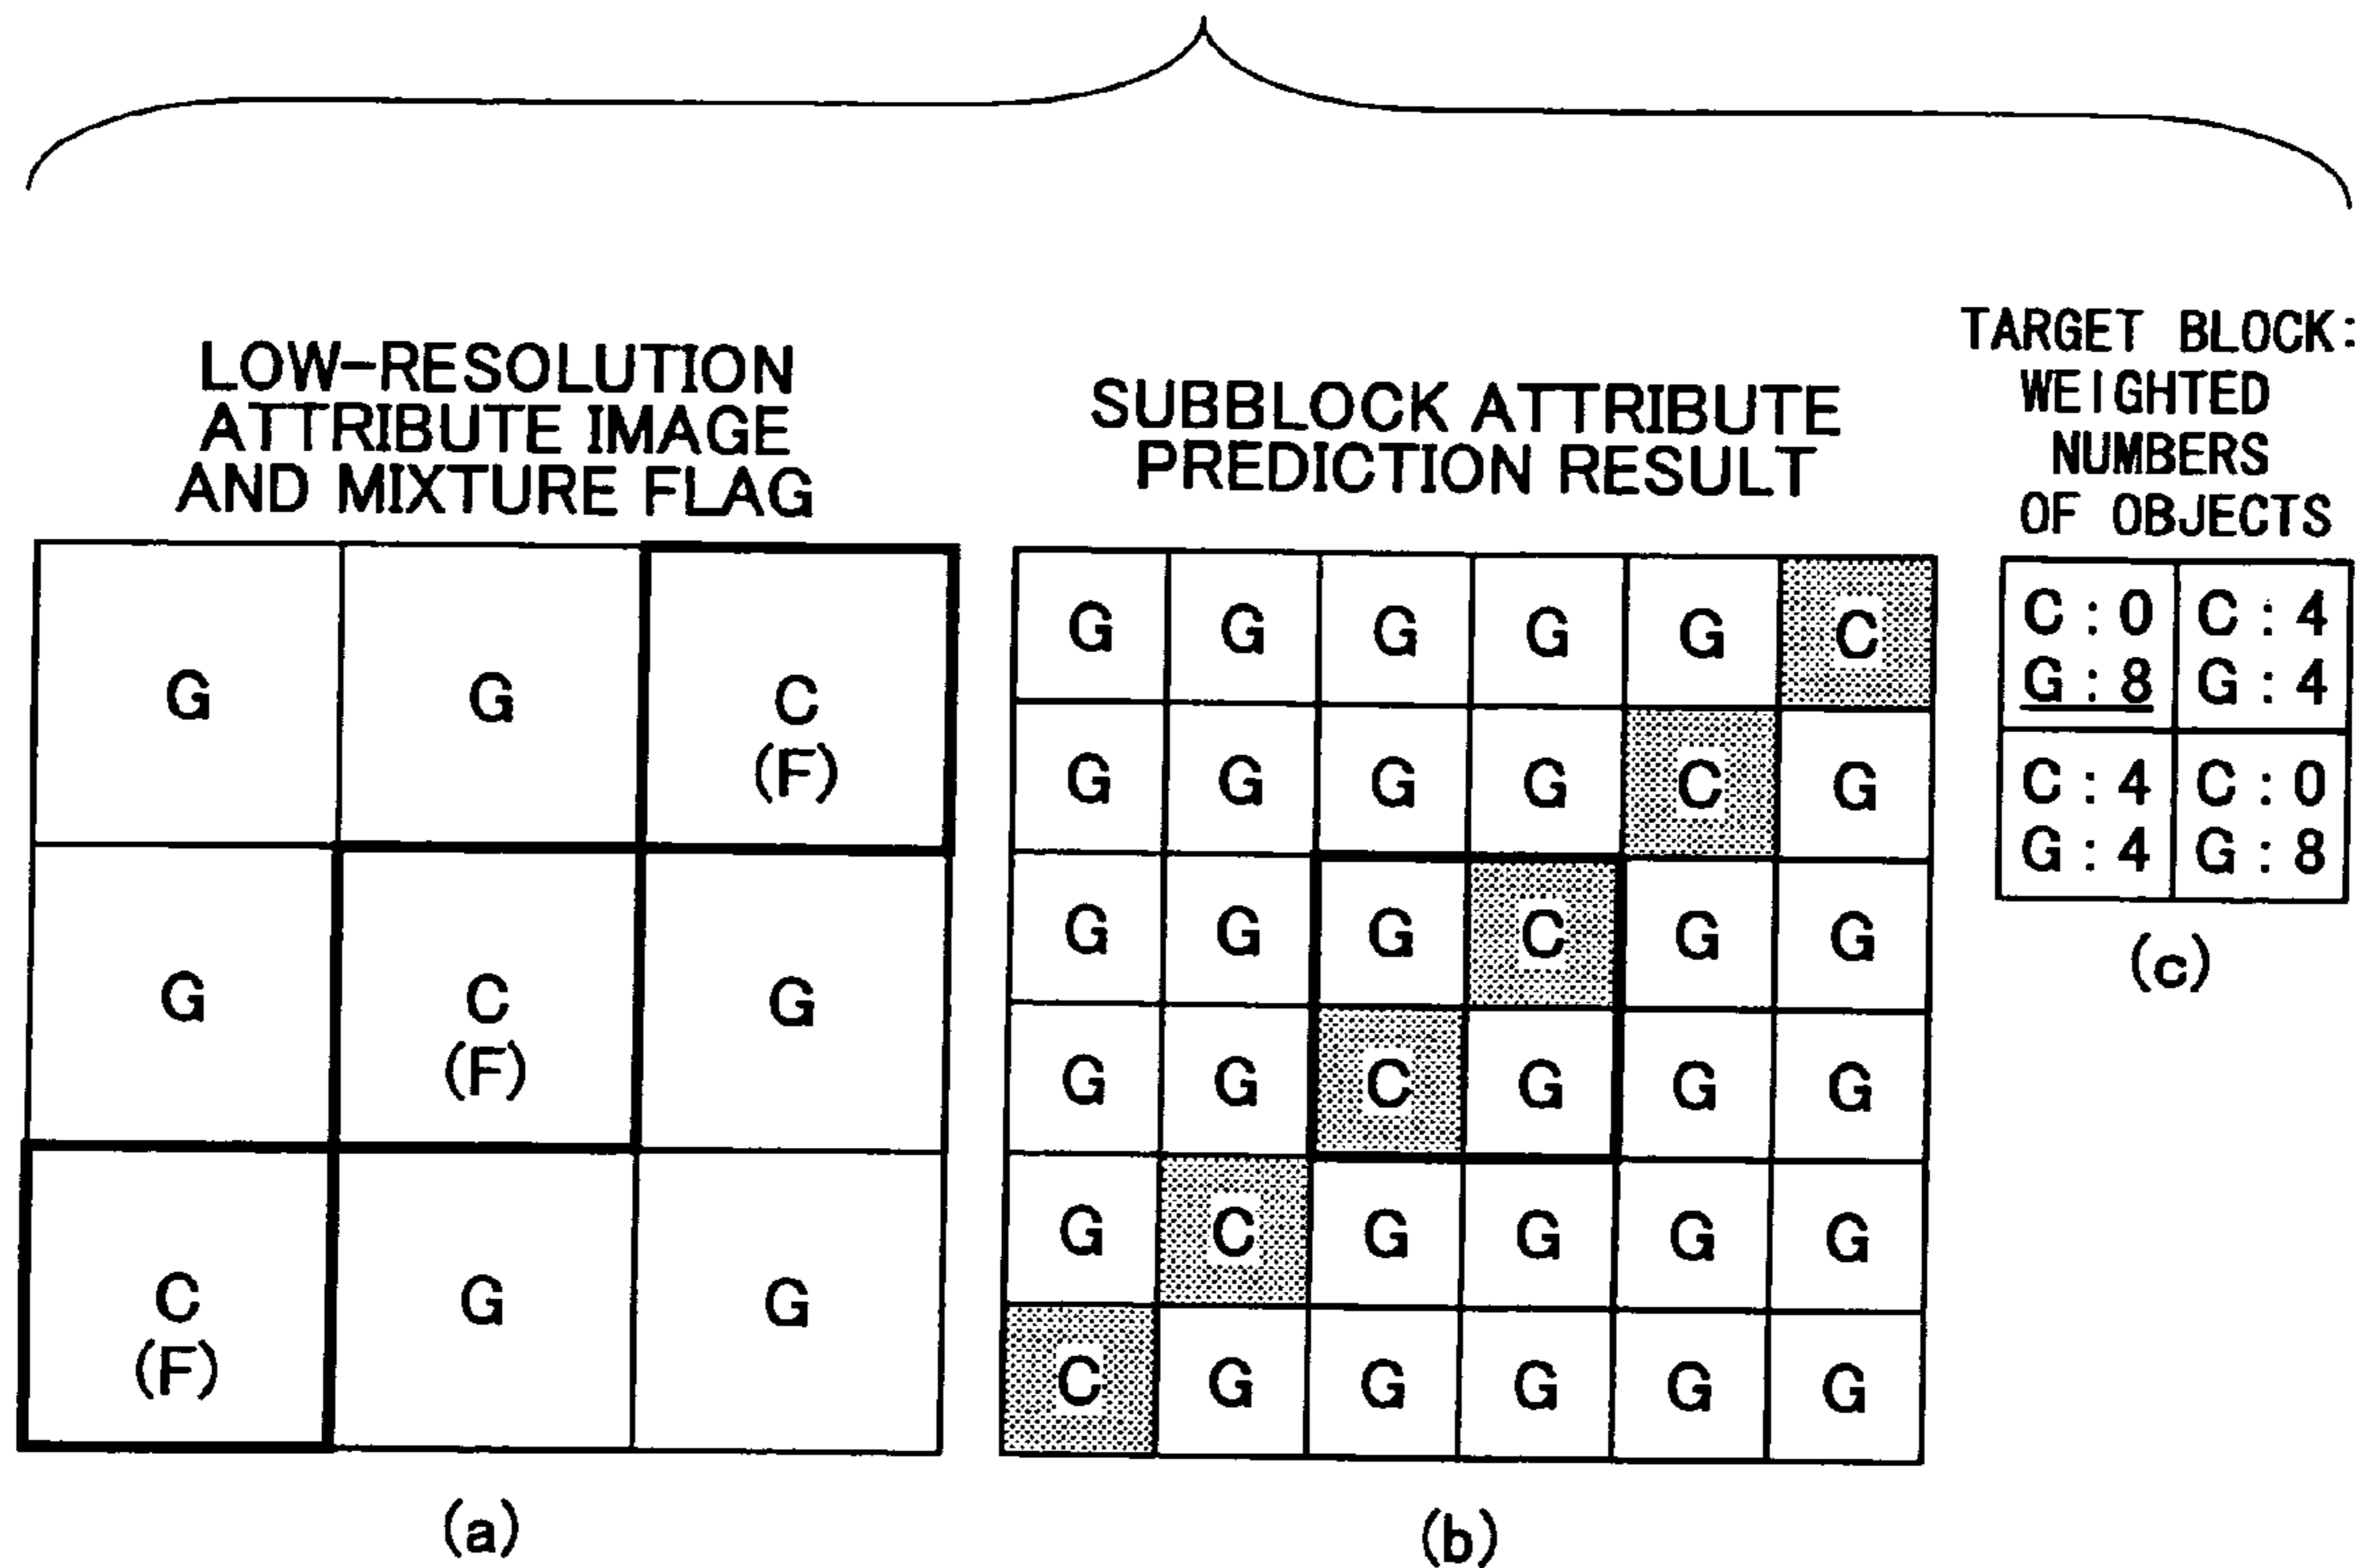 LOW-RESOLUTION
ATTRIBUTE IMAGE
AND MIXTURE FLAG
G G C
(F)
G C G
(F)
C G G
(F)
(a)
SUBBLOCK ATTRIBUTE
PREDICTION RESULT
G G G G G C
G G G G C G
G G G C G G
G G C G G G
G C G G G G
C G G G G G
(b)
TARGET BLOCK:
WEIGHTED
NUMBERS
OF OBJECTS
C:0 C:4
G:8 G:4
C:4 C:0
G:4 G:8
(c)